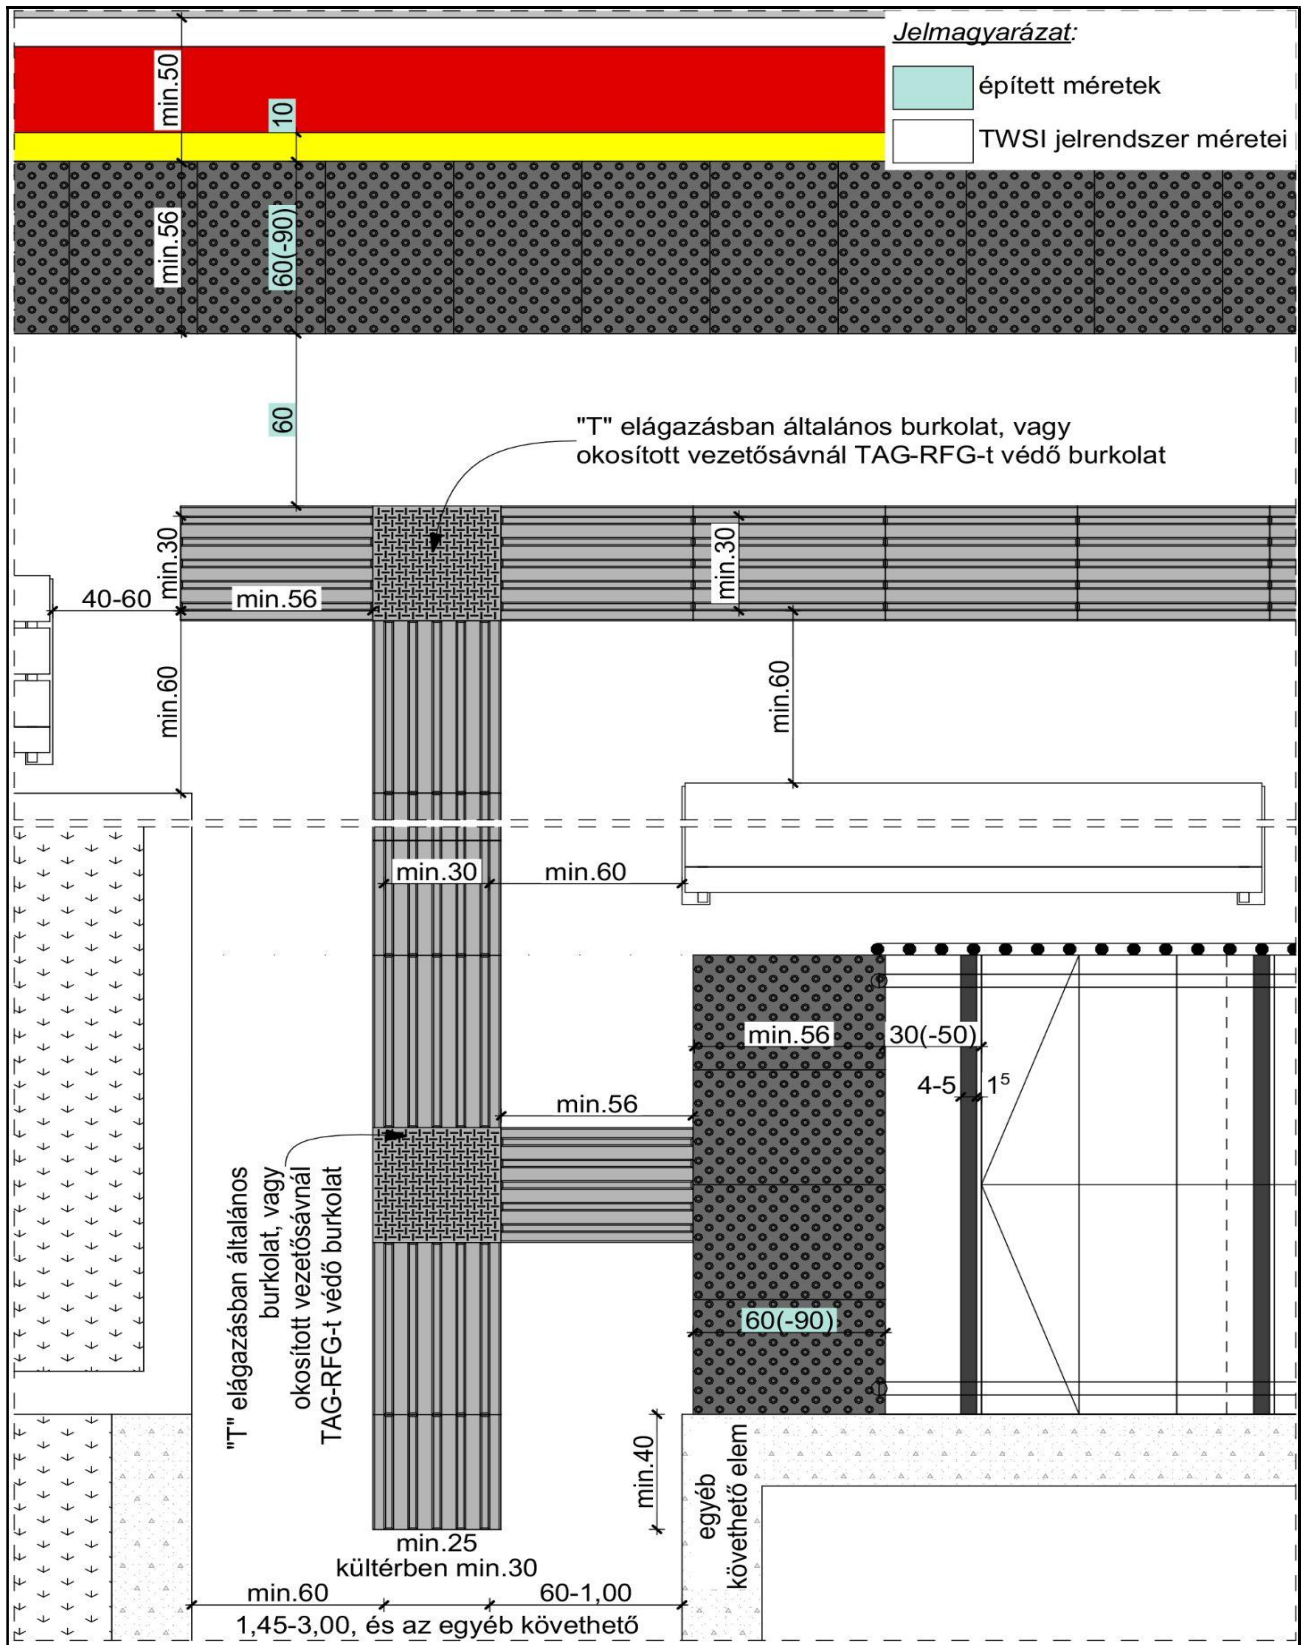 Jelmagyarázat:
épített méretek
TWSI jelrendszer méretei
min.50
10
min.56
60(-90)
60
"T" elágazásban általános burkolat, vagy
okosított vezetősávnál TAG-RFG-t védő burkolat
min.30
min.30
40-60
min.56
min.60
min.60
min.30
min.60
min.56
30(-50)
4-5
1⁵
min.56
"T" elágazásban általános
burkolat, vagy
okosított vezetősávnál
TAG-RFG-t védő burkolat
60(-90)
min.40
egyéb
követhető elem
min.25
kültérben min.30
min.60
60-1,00
1,45-3,00, és az egyéb követhető